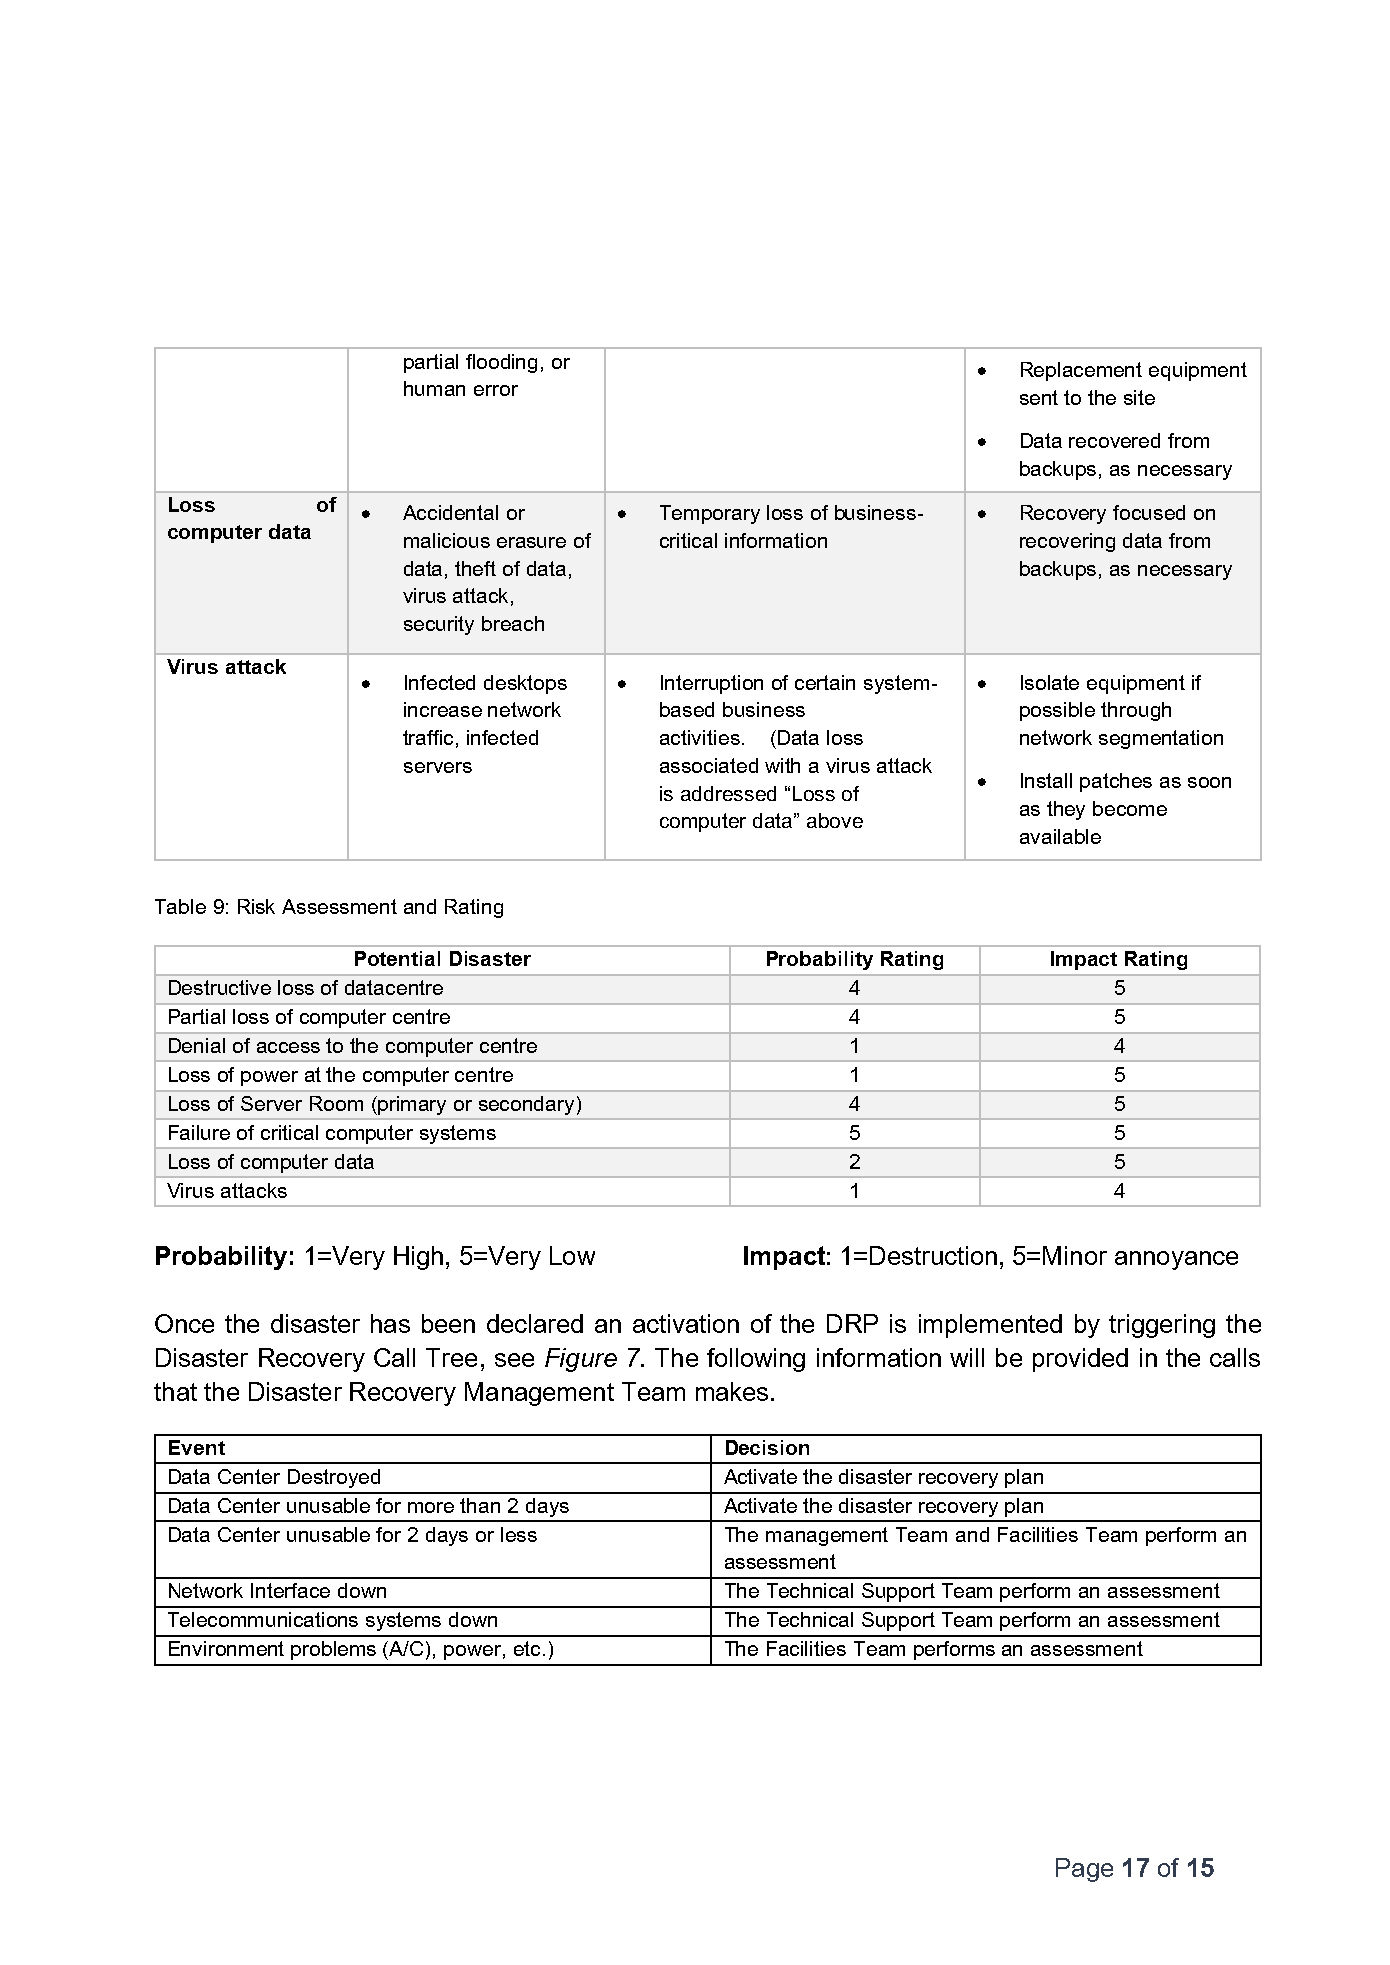 partial flooding, or
human error
• Replacement equipment
sent to the site
• Data recovered from
backups, as necessary
Loss of
computer data
• Accidental or
malicious erasure of
data, theft of data,
virus attack,
security breach
• Temporary loss of business-
critical information
• Recovery focused on
recovering data from
backups, as necessary
Virus attack
• Infected desktops
increase network
traffic, infected
servers
• Interruption of certain system-
based business
activities. (Data loss
associated with a virus attack
is addressed “Loss of
computer data” above
• Isolate equipment if
possible through
network segmentation
• Install patches as soon
as they become
available
Table 9: Risk Assessment and Rating
Potential Disaster Probability Rating Impact Rating
Destructive loss of datacentre 4 5
Partial loss of computer centre 4 5
Denial of access to the computer centre 1 4
Loss of power at the computer centre 1 5
Loss of Server Room (primary or secondary) 4 5
Failure of critical computer systems 5 5
Loss of computer data 2 5
Virus attacks 1 4
Probability: 1=Very High, 5=Very Low Impact: 1=Destruction, 5=Minor annoyance
Once the disaster has been declared an activation of the DRP is implemented by triggering the
Disaster Recovery Call Tree, see Figure 7. The following information will be provided in the calls
that the Disaster Recovery Management Team makes.
Event Decision
Data Center Destroyed Activate the disaster recovery plan
Data Center unusable for more than 2 days Activate the disaster recovery plan
Data Center unusable for 2 days or less The management Team and Facilities Team perform an
assessment
Network Interface down The Technical Support Team perform an assessment
Telecommunications systems down The Technical Support Team perform an assessment
Environment problems (A/C), power, etc.) The Facilities Team performs an assessment
Page 17 of 15